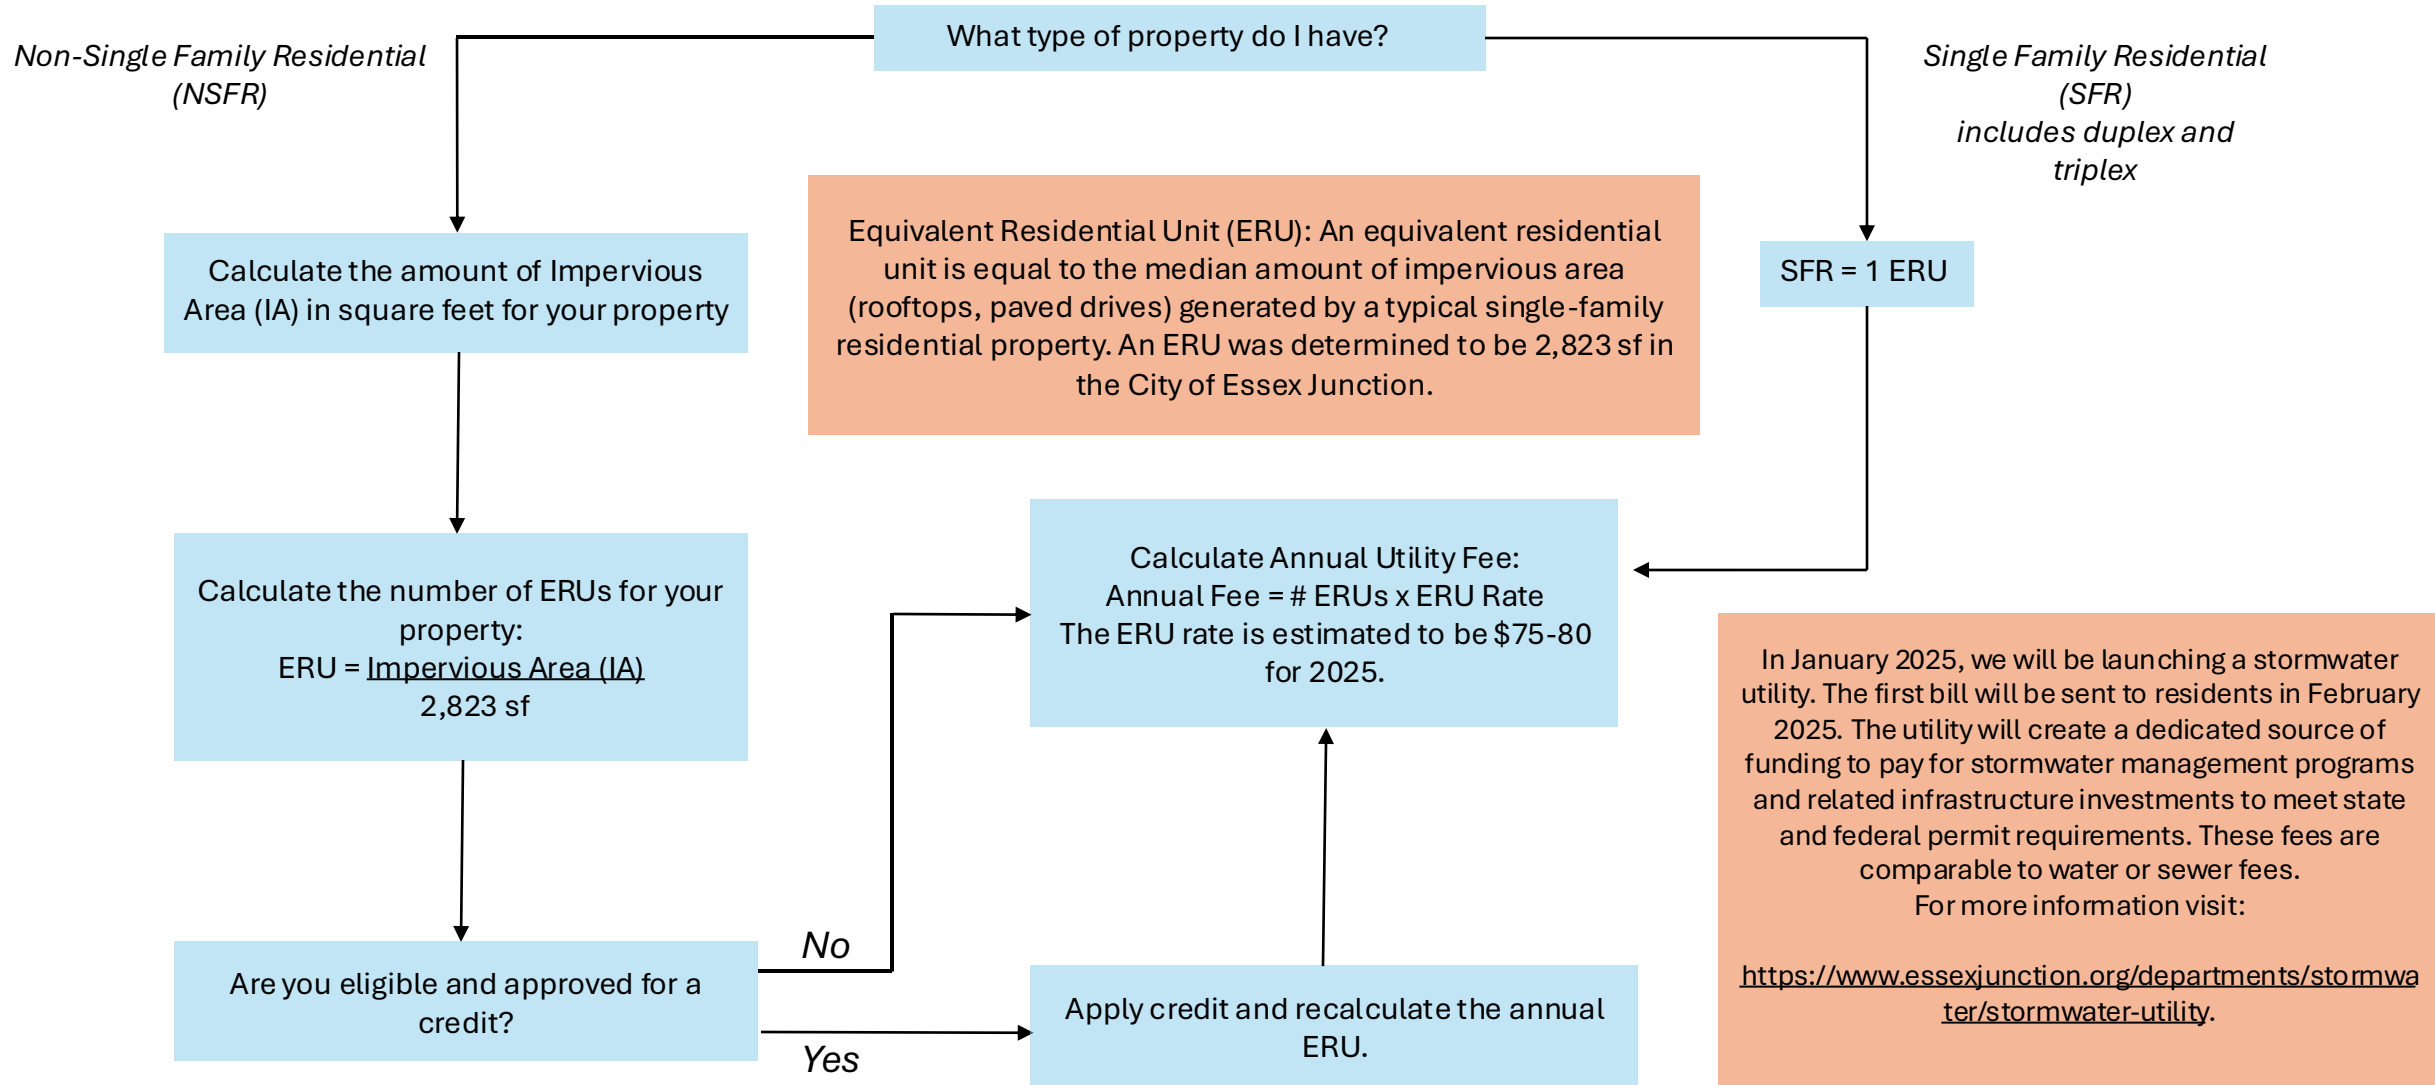 What type of property do I have?
Non-Single Family Residential
(NSFR)
Single Family Residential
(SFR)
includes duplex and
triplex
Equivalent Residential Unit (ERU): An equivalent residential
unit is equal to the median amount of impervious area
(rooftops, paved drives) generated by a typical single-family
residential property. An ERU was determined to be 2,823 sf in
the City of Essex Junction.
Calculate the amount of Impervious
Area (IA) in square feet for your property
SFR = 1 ERU
Calculate the number of ERUs for your
property:
ERU = Impervious Area (IA)
2,823 sf
Calculate Annual Utility Fee:
Annual Fee = # ERUs x ERU Rate
The ERU rate is estimated to be $75-80
for 2025.
In January 2025, we will be launching a stormwater
utility. The first bill will be sent to residents in February
2025. The utility will create a dedicated source of
funding to pay for stormwater management programs
and related infrastructure investments to meet state
and federal permit requirements. These fees are
comparable to water or sewer fees.
For more information visit:
https://www.essexjunction.org/departments/stormwa
ter/stormwater-utility.
Are you eligible and approved for a
credit?
No
Yes
Apply credit and recalculate the annual
ERU.